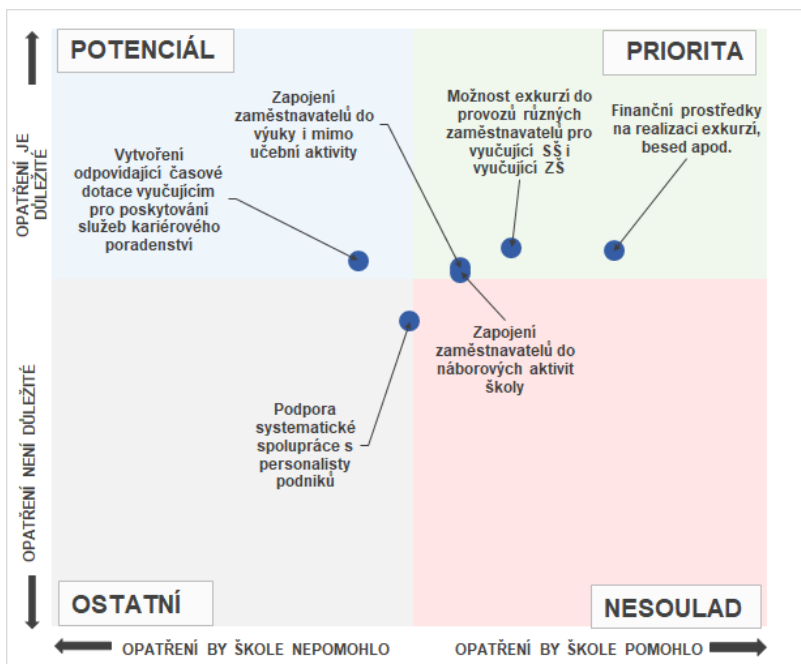 POTENCIÁL
PRIORITA
Zapojení
zaměstnavatelů do
výuky i mimo
učební aktivity
Možnost exkurzí do
provozů různých
zaměstnavatelů pro
vyučující SŠ i
vyučující ZŠ
Finanční prostředky
na realizaci exkurzí,
besed apod.
Vytvoření
odpovídající časové
dotace vyučujícím
pro poskytování
služeb kariérového
poradenství
OPATŘENÍ JE
DŮLEŽITÉ
Zapojení
zaměstnavatelů do
náborových aktivit
školy
Podpora
systematické
spolupráce s
personalisty
podniků
OPATŘENÍ NENÍ DŮLEŽITÉ
OSTATNÍ
NESOULAD
OPATŘENÍ BY ŠKOLE NEPOMOHLO
OPATŘENÍ BY ŠKOLE POMOHLO